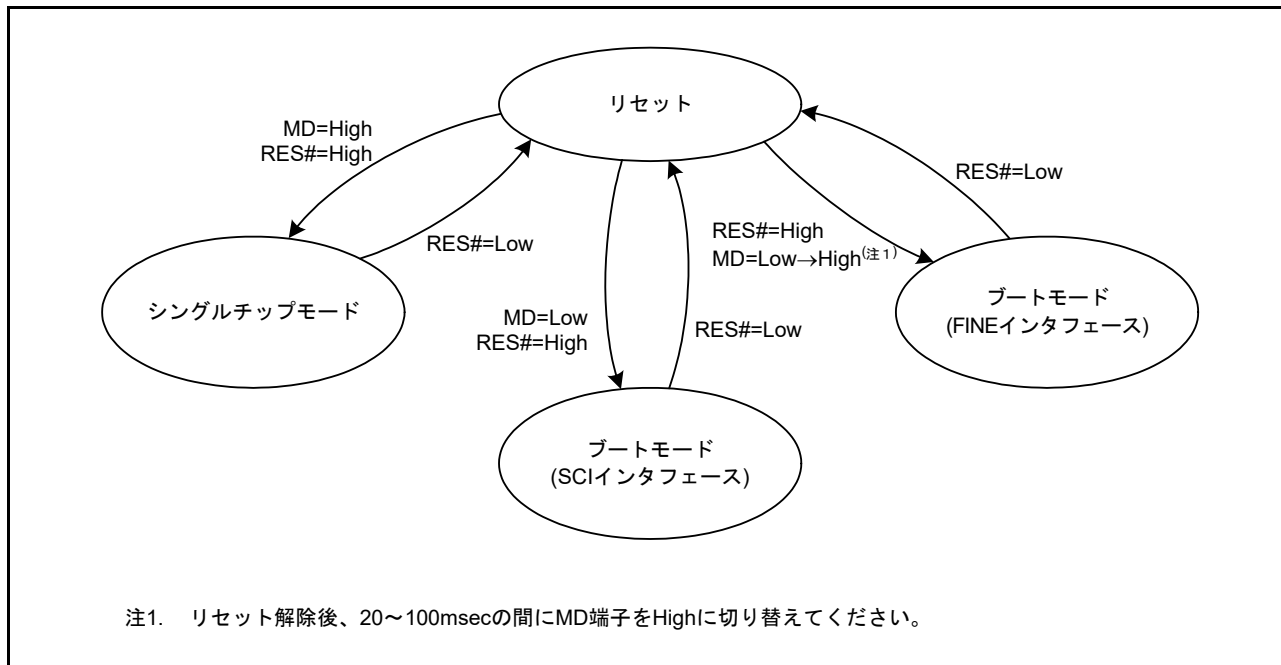 リセット
MD=High
RES#=High
RES#=Low
RES#=Low
RES#=High
MD=Low→High(注1)
シングルチップモード
MD=Low
RES#=High
RES#=Low
ブートモード
(FINEインタフェース)
ブートモード
(SCIインタフェース)
注1. リセット解除後、20～100msecの間にMD端子をHighに切り替えてください。